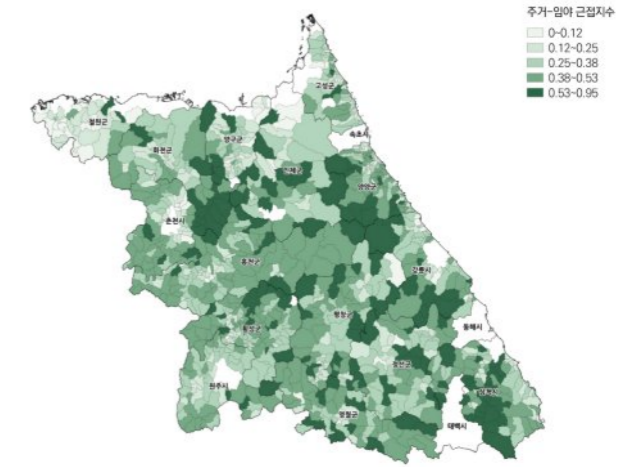 주거-임야 근접지수
0~0.12
0.12~0.25
0.25~0.38
0.38~0.53
0.53~0.95
고성군
철원군
속초시
양구군
화천군
인제군
양양군
춘천시
홍천군
강릉시
평창군
동해시
횡성군
정선군
원주시
삼척시
영월군
태백시